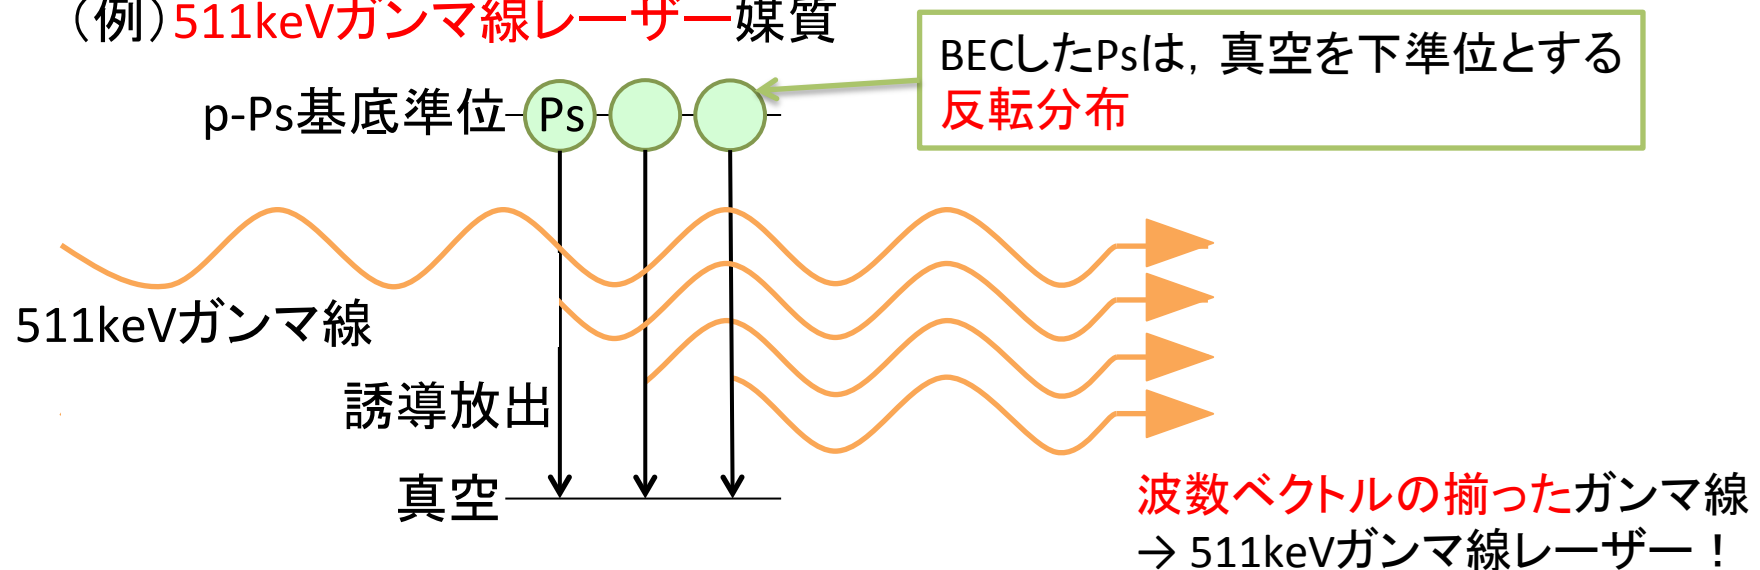 （例）511keVガンマ線レーザー媒質
BECしたPsは，真空を下準位とする
反転分布
p-Ps基底準位
Ps
511keVガンマ線
誘導放出
真空
波数ベクトルの揃ったガンマ線
→ 511keVガンマ線レーザー！